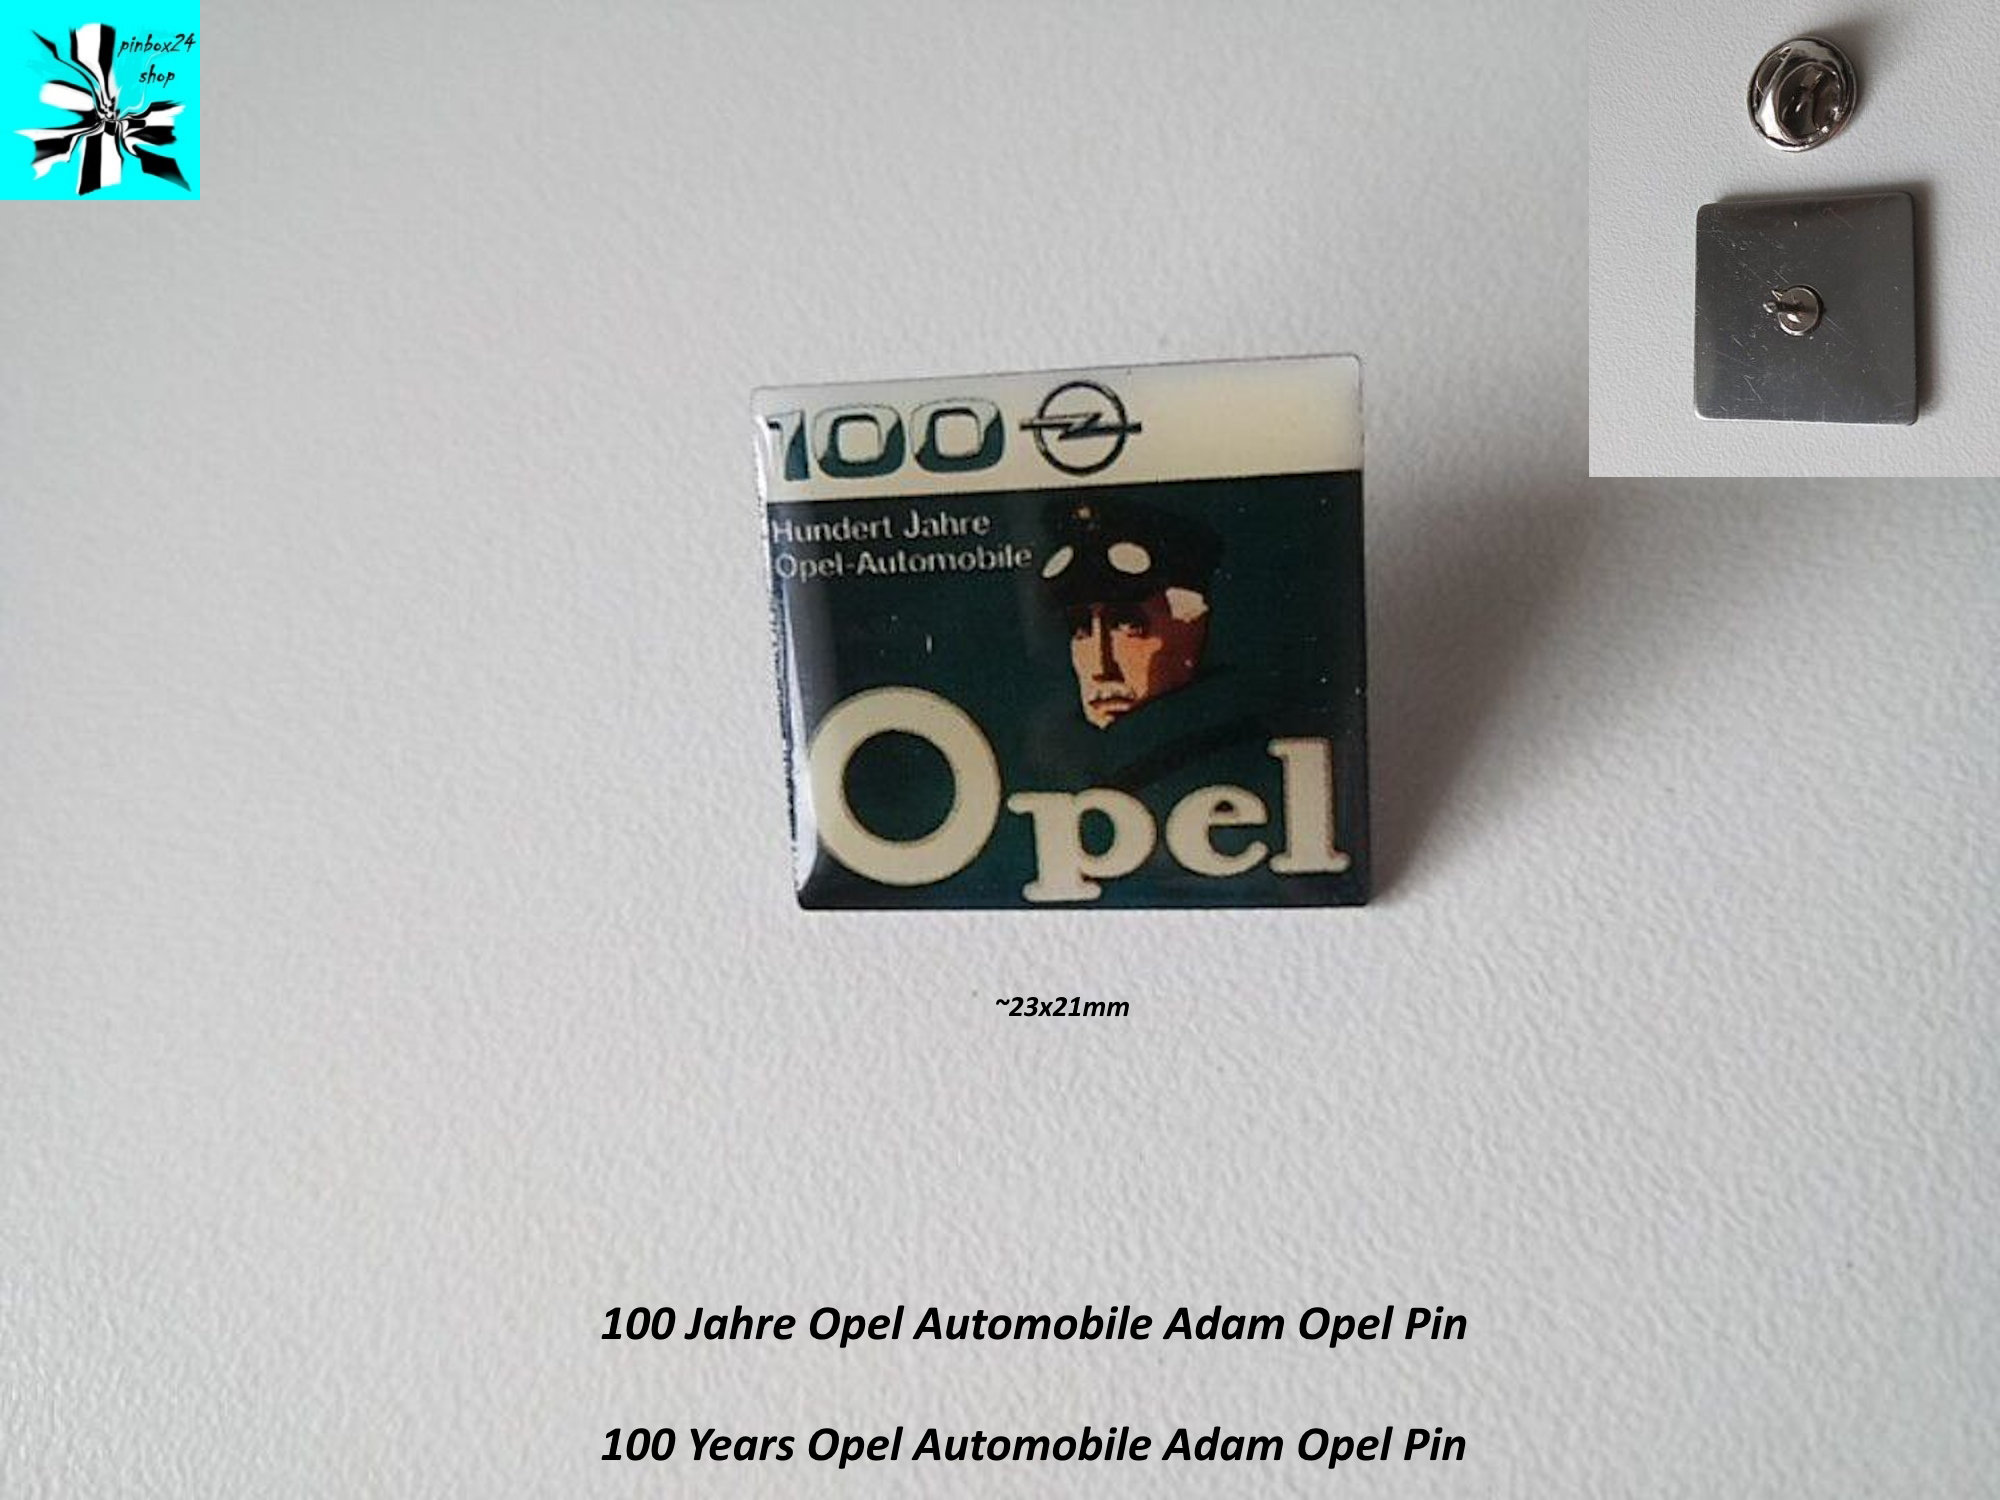 pinbox24
shop
100
Hundert Jahre
Opel-Automobile
Opel
~23x21mm
100 Jahre Opel Automobile Adam Opel Pin
100 Years Opel Automobile Adam Opel Pin